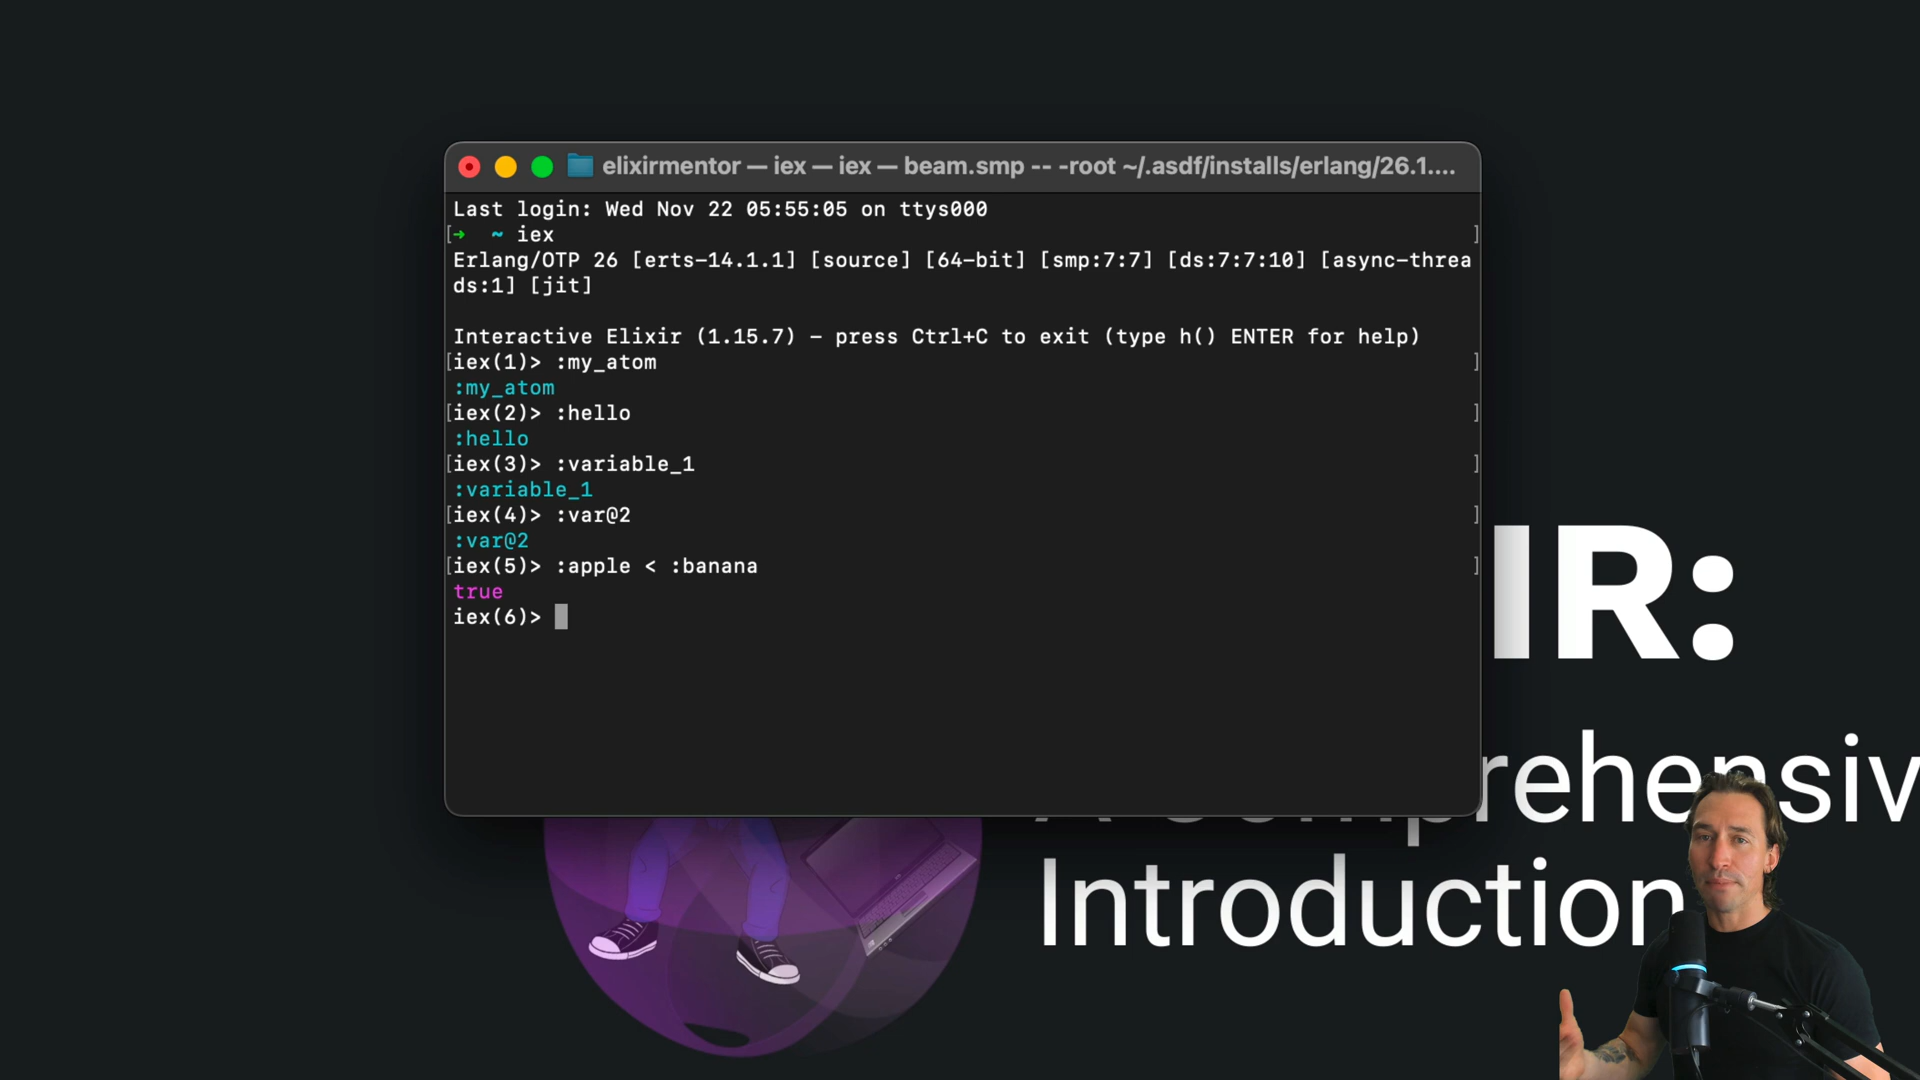 elixirmentor — iex — iex — beam.smp -- -root ~/.asdf/installs/erlang/26.1....
Last login: Wed Nov 22 05:55:05 on ttys000
[➜  ~ iex ]
Erlang/OTP 26 [erts-14.1.1] [source] [64-bit] [smp:7:7] [ds:7:7:10] [async-threa
ds:1] [jit]
Interactive Elixir (1.15.7) - press Ctrl+C to exit (type h() ENTER for help)
[iex(1)> :my_atom ]
:my_atom
[iex(2)> :hello ]
:hello
[iex(3)> :variable_1 ]
:variable_1
[iex(4)> :var@2 ]
:var@2
[iex(5)> :apple < :banana ]
true
iex(6)>
IR:
rehensiv
Introduction